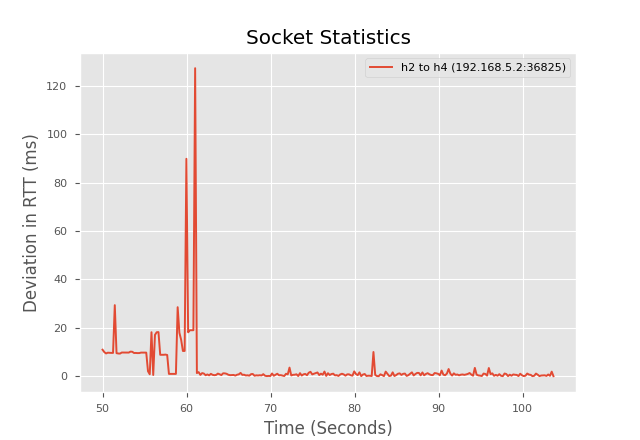 Socket Statistics
h2 to h4 (192.168.5.2:36825)
Deviation in RTT (ms)
120
100
80
60
40
20
0
50 60 70 80 90 100
Time (Seconds)